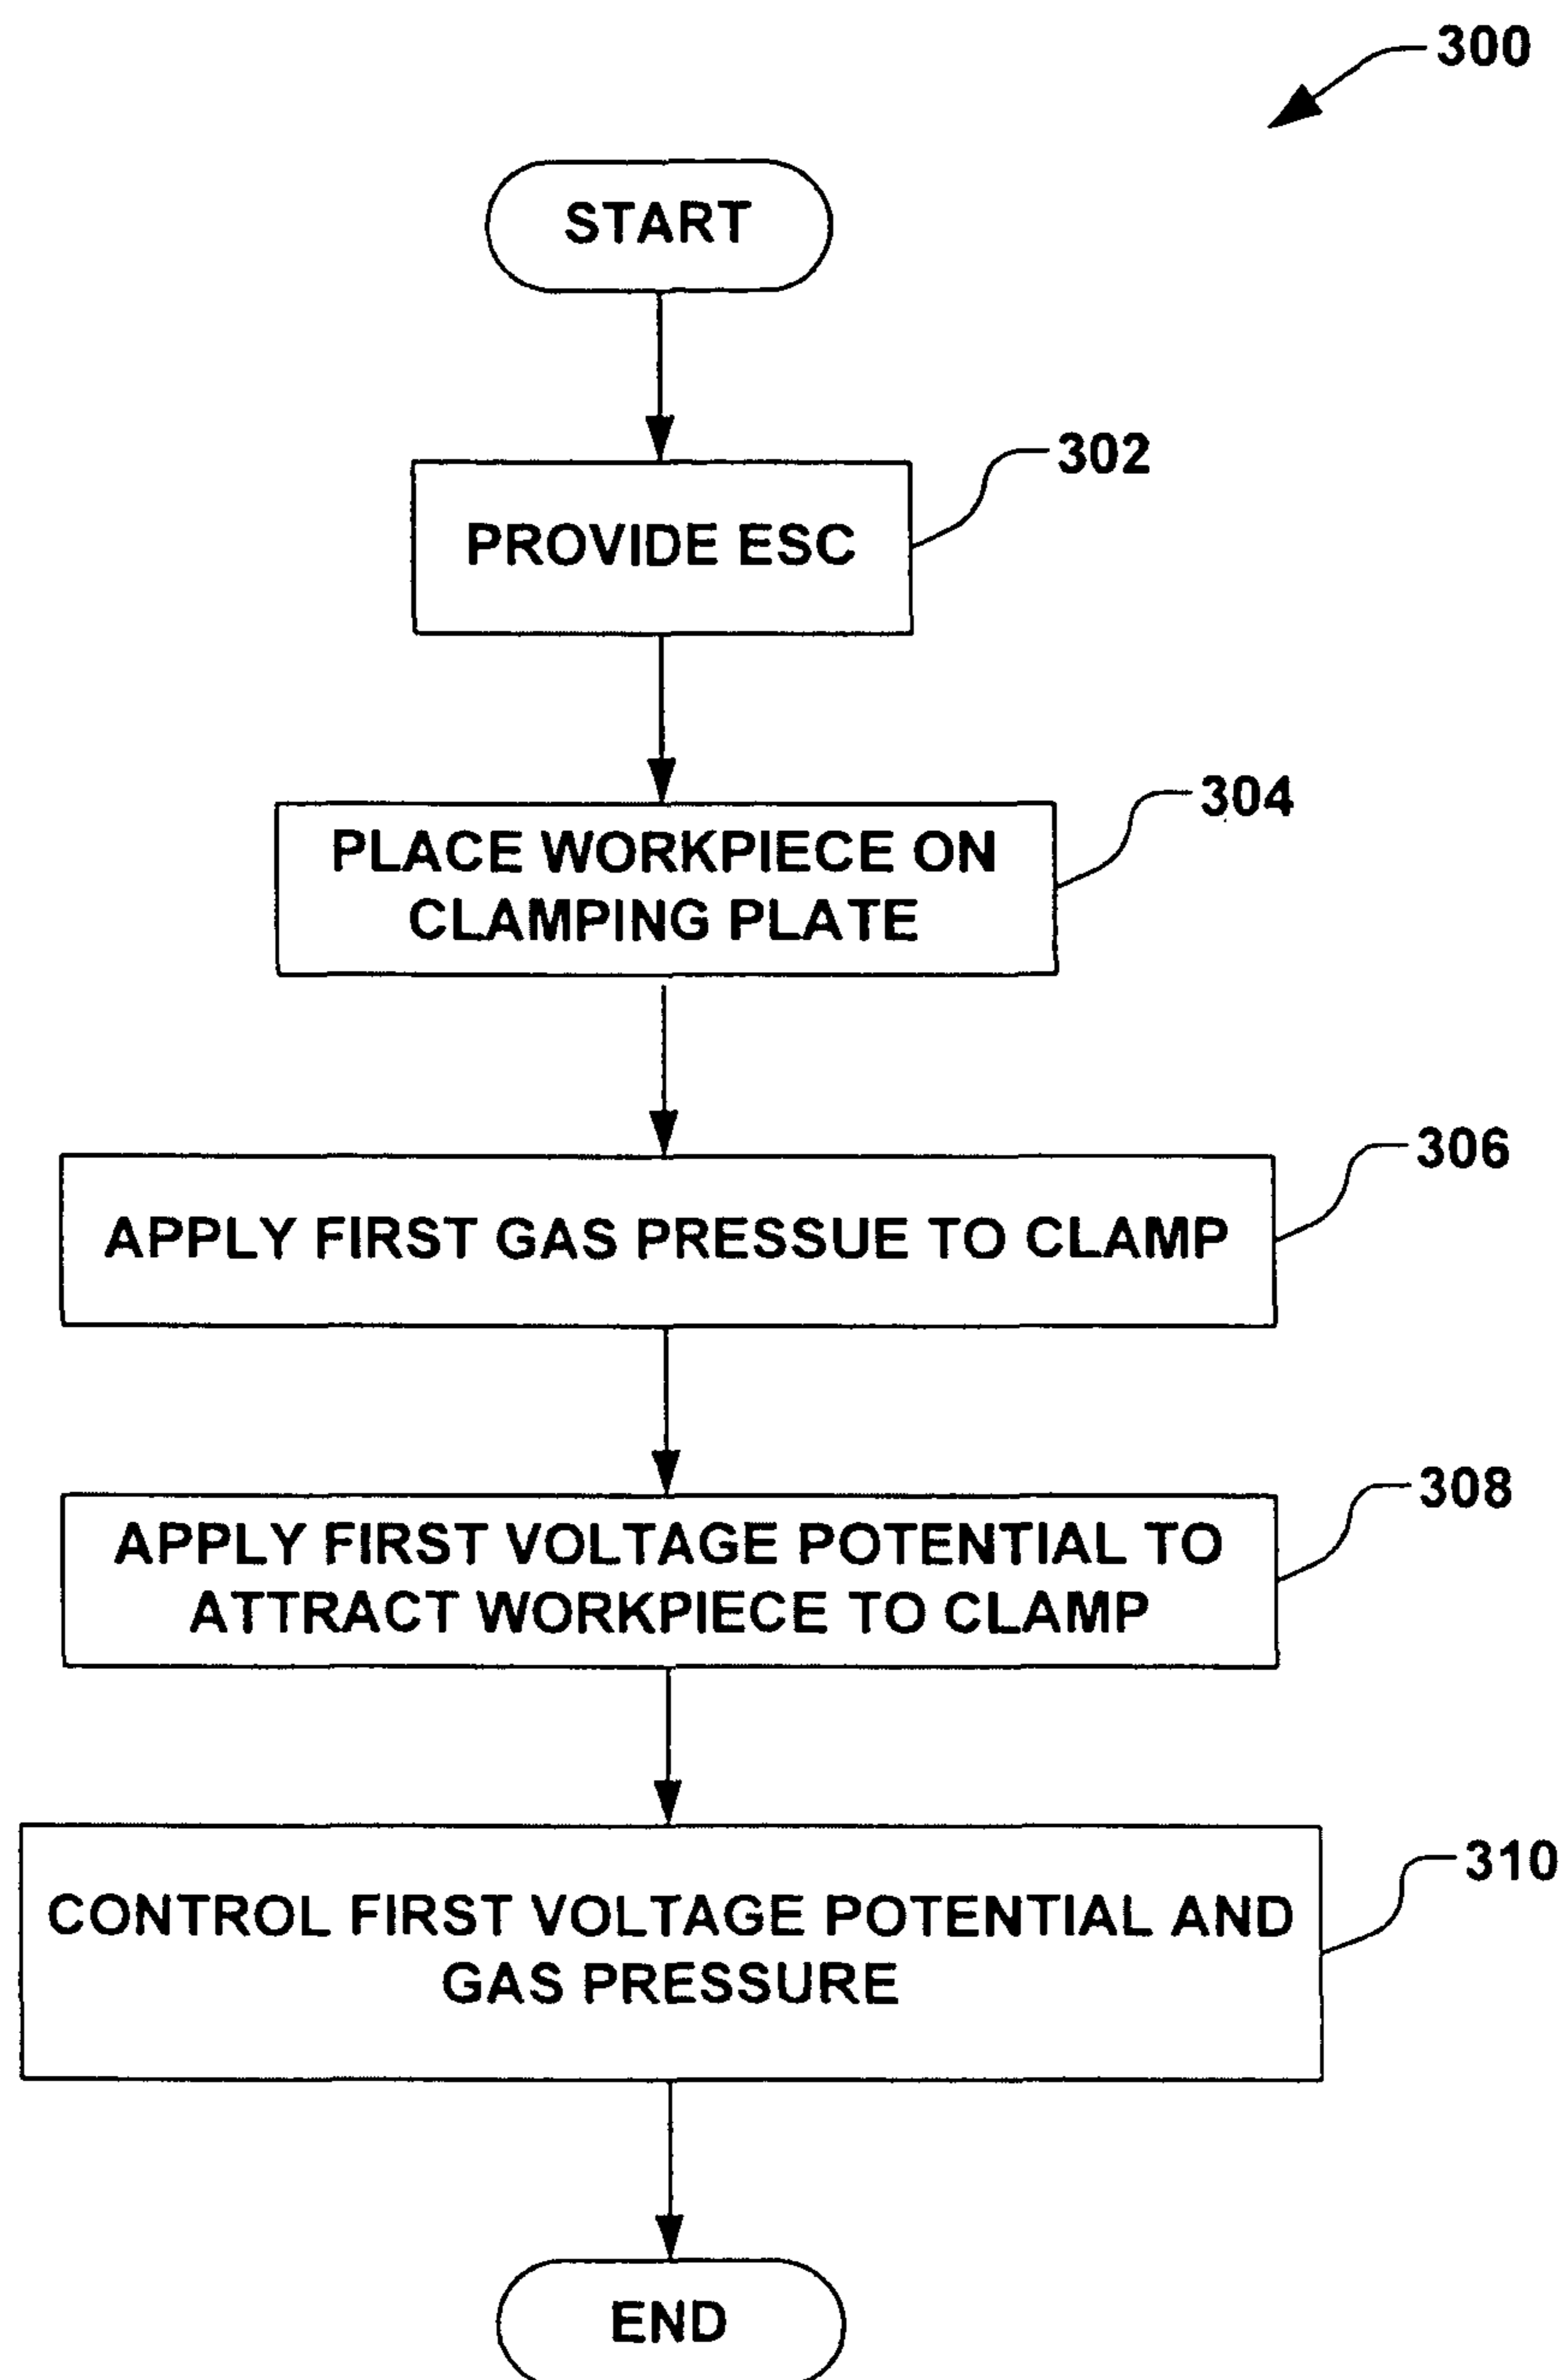 300
START
302
PROVIDE ESC
304
PLACE WORKPIECE ON
CLAMPING PLATE
306
APPLY FIRST GAS PRESSUE TO CLAMP
308
APPLY FIRST VOLTAGE POTENTIAL TO
ATTRACT WORKPIECE TO CLAMP
310
CONTROL FIRST VOLTAGE POTENTIAL AND
GAS PRESSURE
END